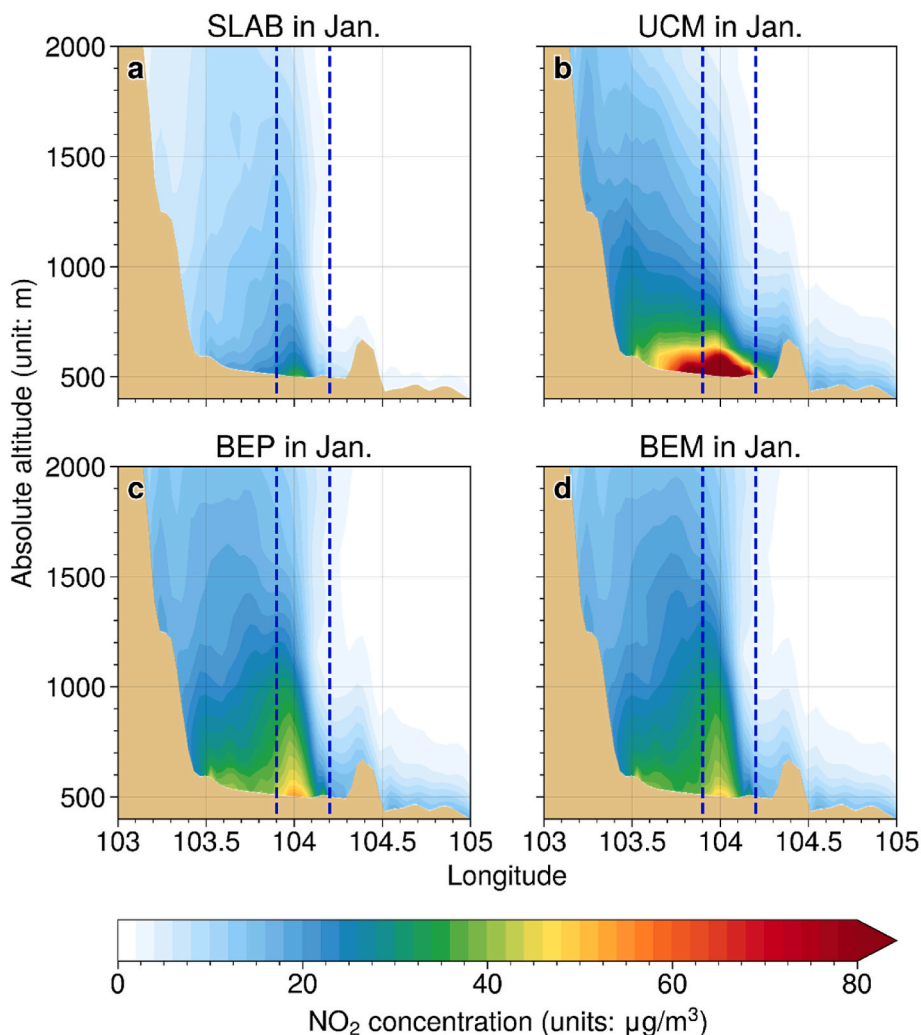 SLAB in Jan. UCM in Jan.
2000
a b
1500
Absolute altitude (unit: m)
1000
500
BEP in Jan. BEM in Jan.
2000
c d
1500
1000
500
103 103.5 104 104.5 105 103 103.5 104 104.5 105
Longitude
0 20 40 60 80
NO₂ concentration (units: µg/m³)